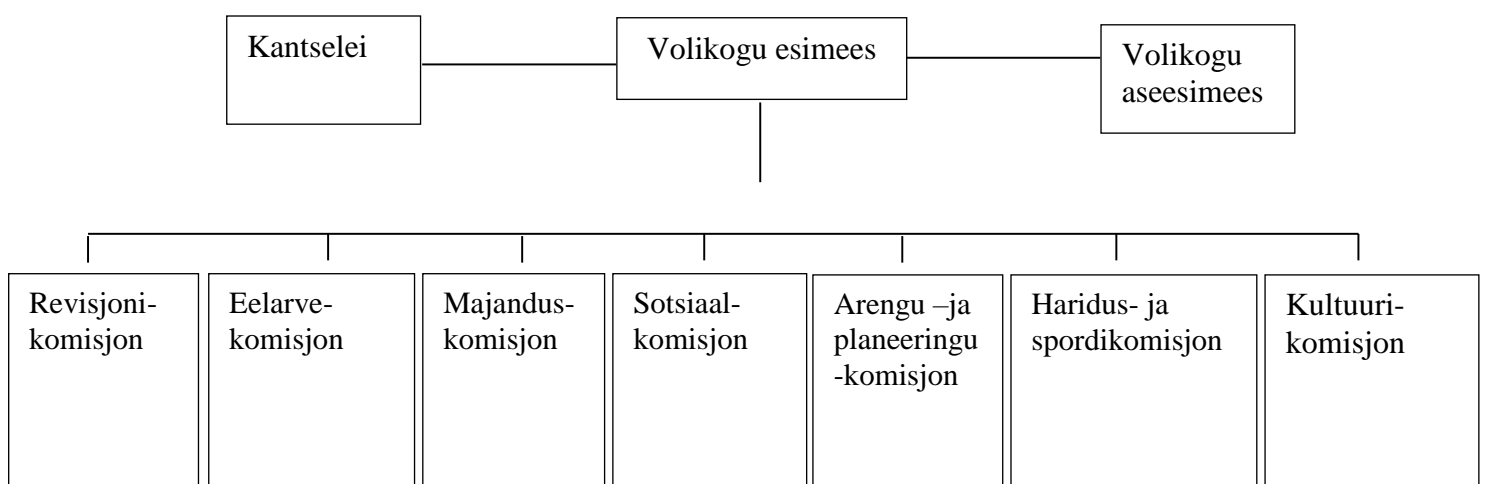 Kantselei
Volikogu esimees
Volikogu
aseesimees
Revisjoni-
komisjon
Eelarve-
komisjon
Majandus-
komisjon
Sotsiaal-
komisjon
Arengu –ja
planeeringu
-komisjon
Haridus- ja
spordikomisjon
Kultuuri-
komisjon